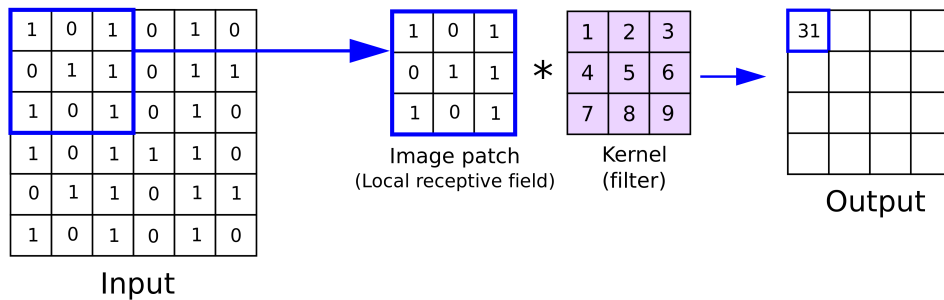 1 0 1 0 1 0
0 1 1 0 1 1
1 0 1 0 1 0
1 0 1 1 1 0
0 1 1 0 1 1
1 0 1 0 1 0
Input
1 0 1
0 1 1
1 0 1
Image patch
(Local receptive field)
*
1 2 3
4 5 6
7 8 9
Kernel
(filter)
31
Output